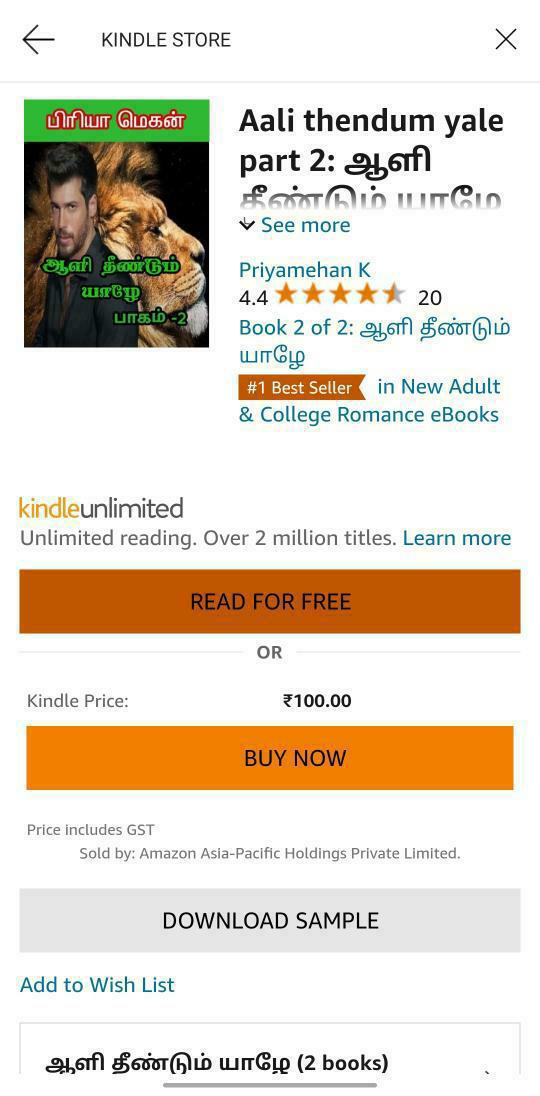 KINDLE STORE
பிரியா மெகன்
ஆளி தீண்டும்
யாழே
பாகம் -2
Aali thendum yale
part 2: ஆளி
தீண்டும் யாழே
See more
Priyamehan K
4.4 20
Book 2 of 2: ஆளி தீண்டும்
யாழே
#1 Best Seller in New Adult
& College Romance eBooks
kindleunlimited
Unlimited reading. Over 2 million titles. Learn more
READ FOR FREE
OR
Kindle Price: ₹100.00
BUY NOW
Price includes GST
Sold by: Amazon Asia-Pacific Holdings Private Limited.
DOWNLOAD SAMPLE
Add to Wish List
ஆளி தீண்டும் யாழே (2 books)